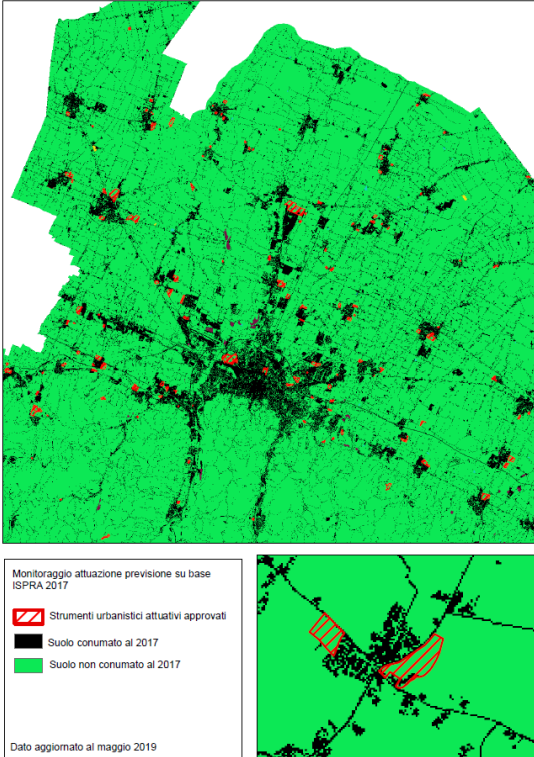 Monitoraggio attuazione previsione su base
ISPRA 2017
Strumenti urbanistici attuativi approvati
Suolo conumato al 2017
Suolo non conumato al 2017
Dato aggiornato al maggio 2019